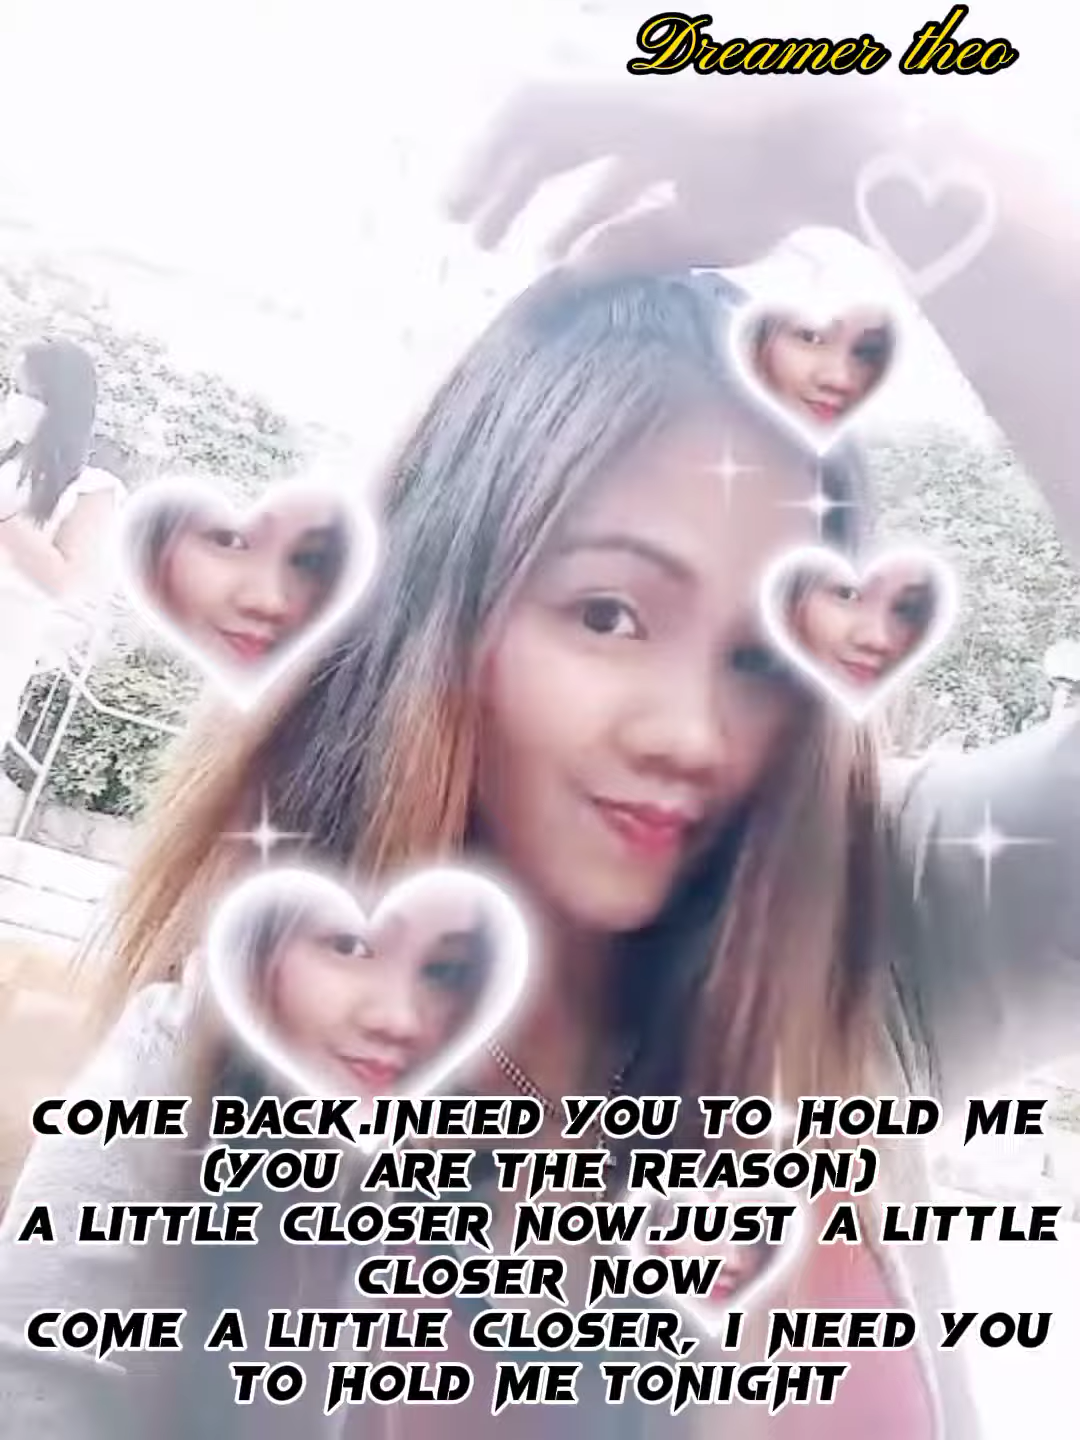 Dreamer theo
COME BACK.INEED YOU TO HOLD ME
(YOU ARE THE REASON)
A LITTLE CLOSER NOW.JUST A LITTLE
CLOSER NOW
COME A LITTLE CLOSER, I NEED YOU
TO HOLD ME TONIGHT